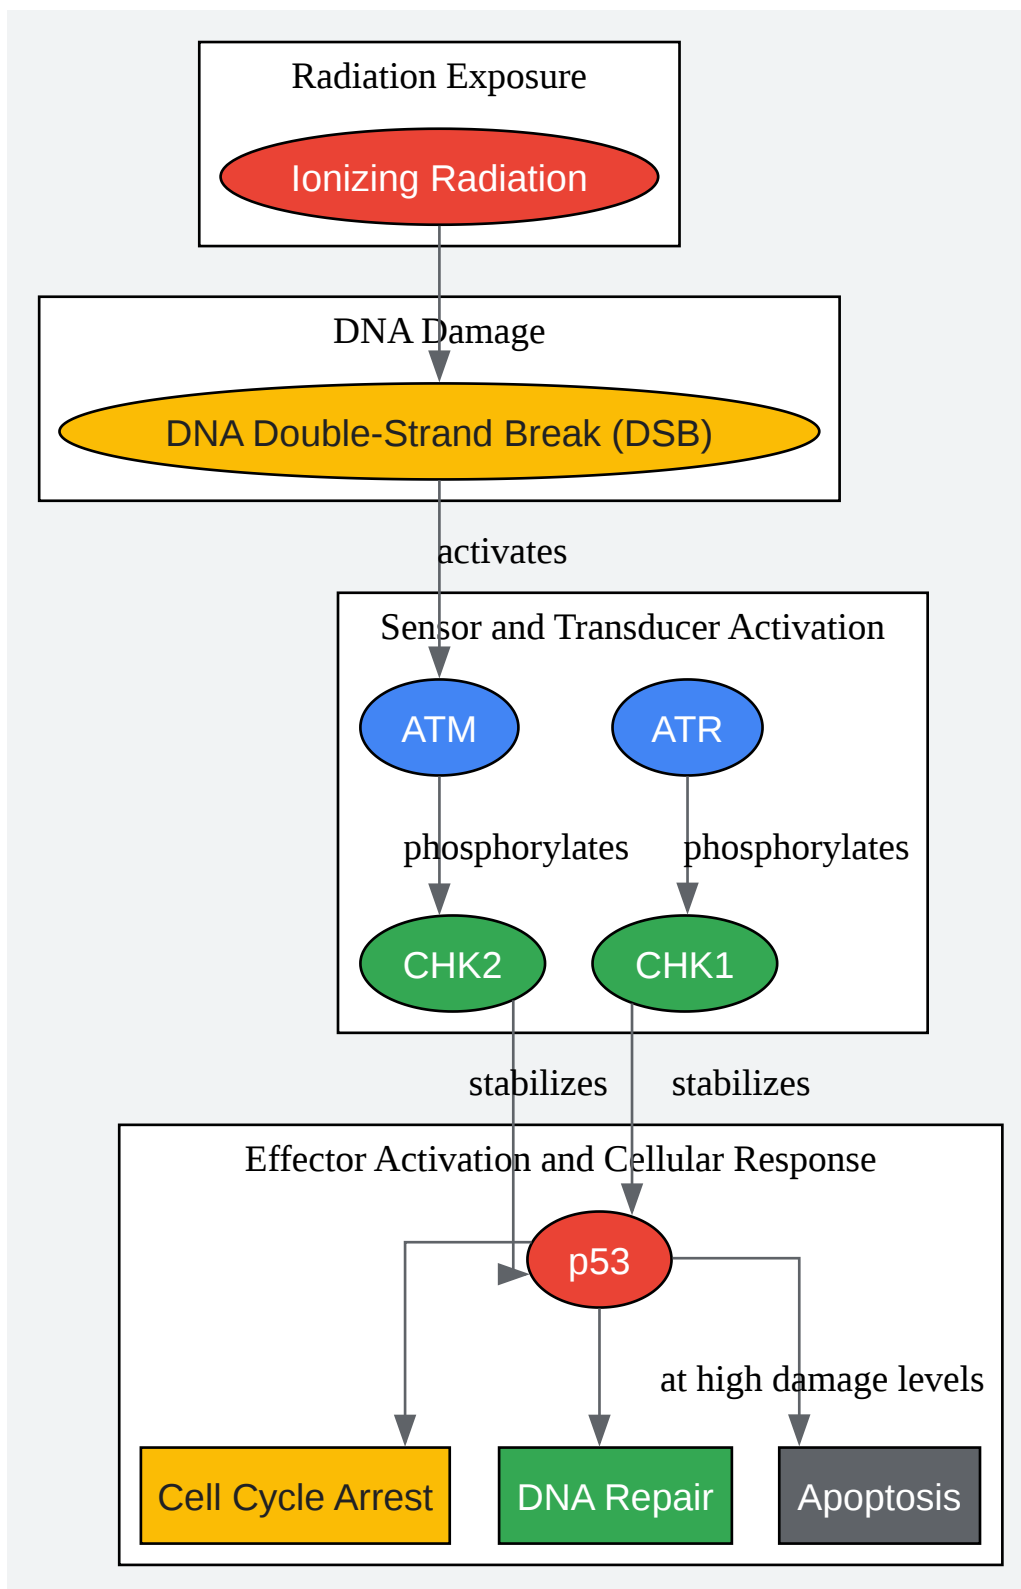 Radiation Exposure
Ionizing Radiation
DNA Damage
DNA Double-Strand Break (DSB)
activates
Sensor and Transducer Activation
ATM
ATR
phosphorylates
phosphorylates
CHK2
CHK1
stabilizes
stabilizes
Effector Activation and Cellular Response
p53
at high damage levels
Cell Cycle Arrest
DNA Repair
Apoptosis